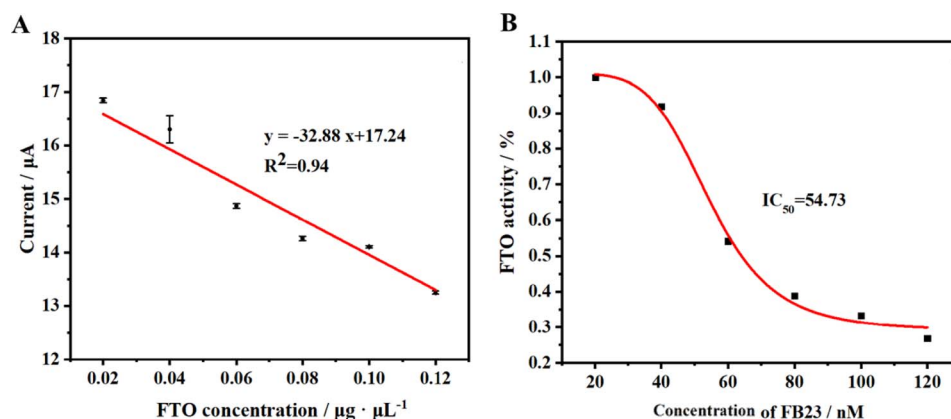 A
18
17
16
15
14
13
12
Current / μA
y = -32.88 x+17.24
R²=0.94
0.02 0.04 0.06 0.08 0.10 0.12
FTO concentration / μg · μL⁻¹
B
1.1
1.0
0.9
0.8
0.7
0.6
0.5
0.4
0.3
0.2
FTO activity / %
IC₅₀=54.73
20 40 60 80 100 120
Concentration of FB23 / nM